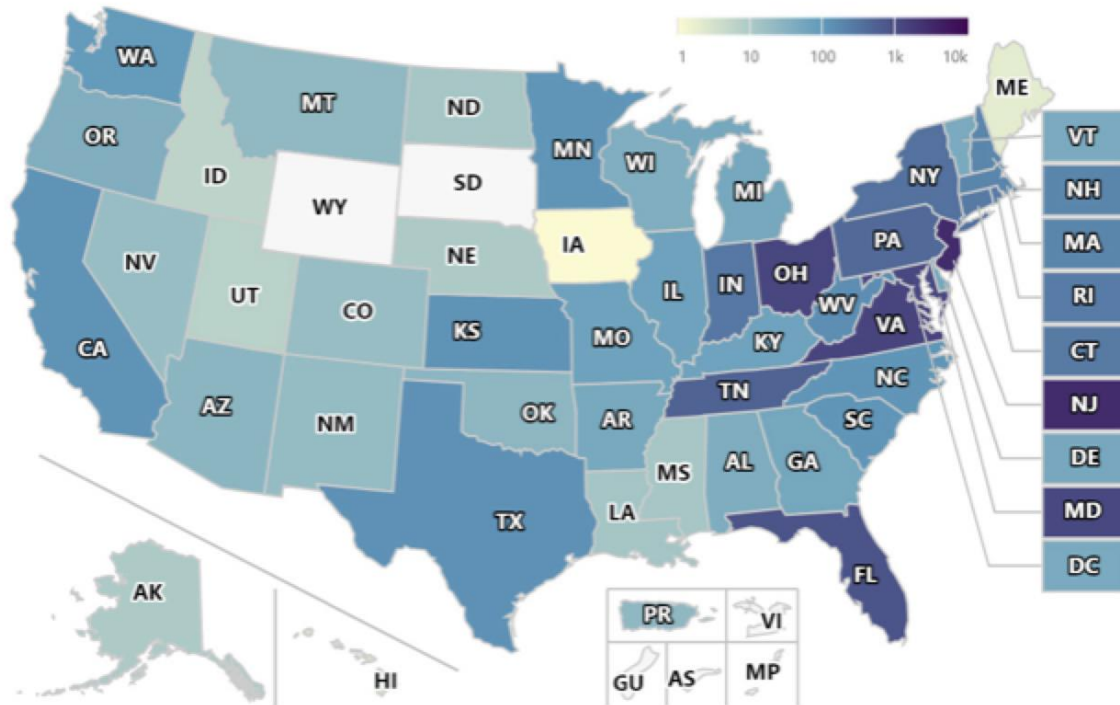 1 10 100 1k 10k
WA
MT
ND
MN
ME
OR
ID
SD
WI
MI
NY
VT
WY
NH
NV
UT
NE
IA
PA
MA
CO
IL
IN
OH
WV
VA
RI
CA
KS
MO
KY
CT
AZ
NM
OK
AR
TN
NC
SC
NJ
MS
AL
GA
DE
TX
LA
MD
FL
DC
AK
HI
PR
VI
GU
AS
MP